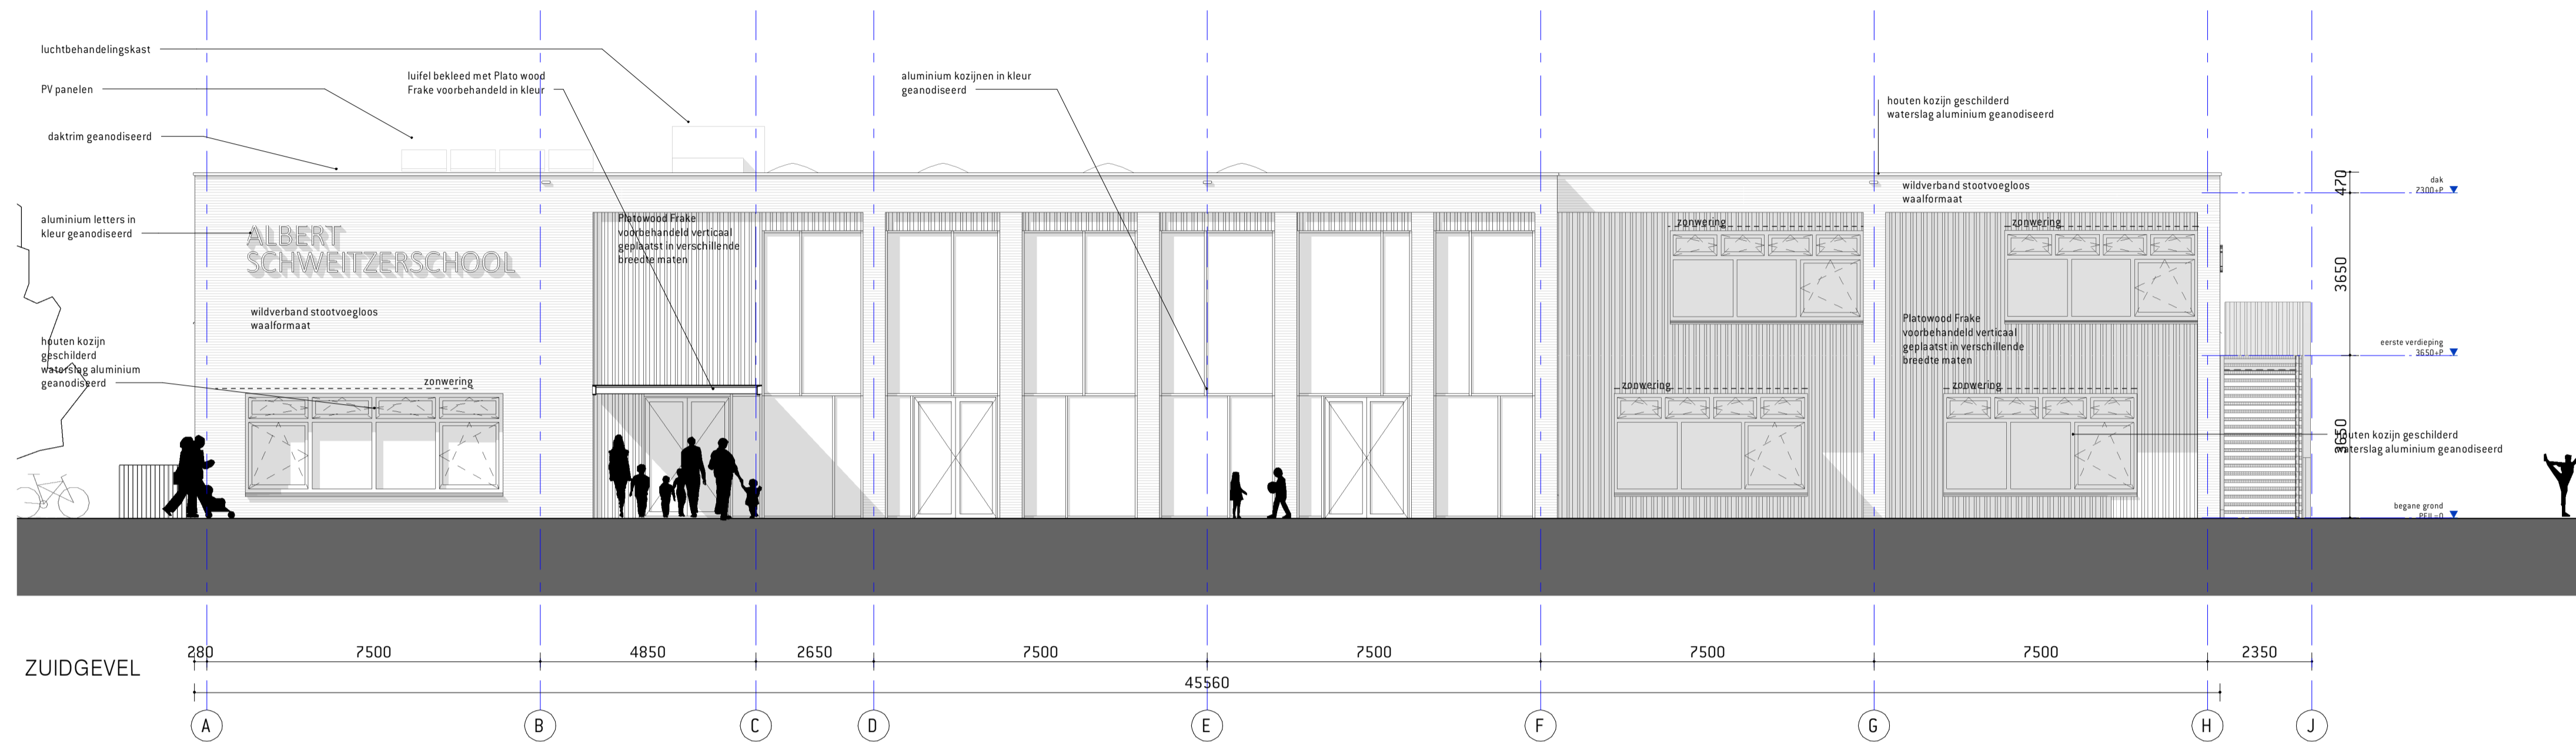 luchtbehandelingskast
PV panelen
daktrim geanodiseerd
luifel bekleed met Plato wood
Frake voorbehandeld in kleur
aluminium kozijnen in kleur
geanodiseerd
houten kozijn geschilderd
waterslag aluminium geanodiseerd
aluminium letters in
kleur geanodiseerd
ALBERT
SCHWEITZERSCHOOL
wildverband stootvoegloos
waalformaat
houten kozijn
geschilderd
waterslag aluminium
geanodiseerd
zonwering
Platowood Frake
voorbehandeld verticaal
geplaatst in verschillende
breedte maten
zonwering
zonwering
wildverband stootvoegloos
waalformaat
zonwering
zonwering
Platowood Frake
voorbehandeld verticaal
geplaatst in verschillende
breedte maten
houten kozijn geschilderd
waterslag aluminium geanodiseerd
470
3650
3650
dak
7300+P
eerste verdieping
3650+P
begane grond
PEIL=0
ZUIDGEVEL
280
7500
4850
2650
7500
7500
7500
7500
2350
45560
A
B
C
D
E
F
G
H
J